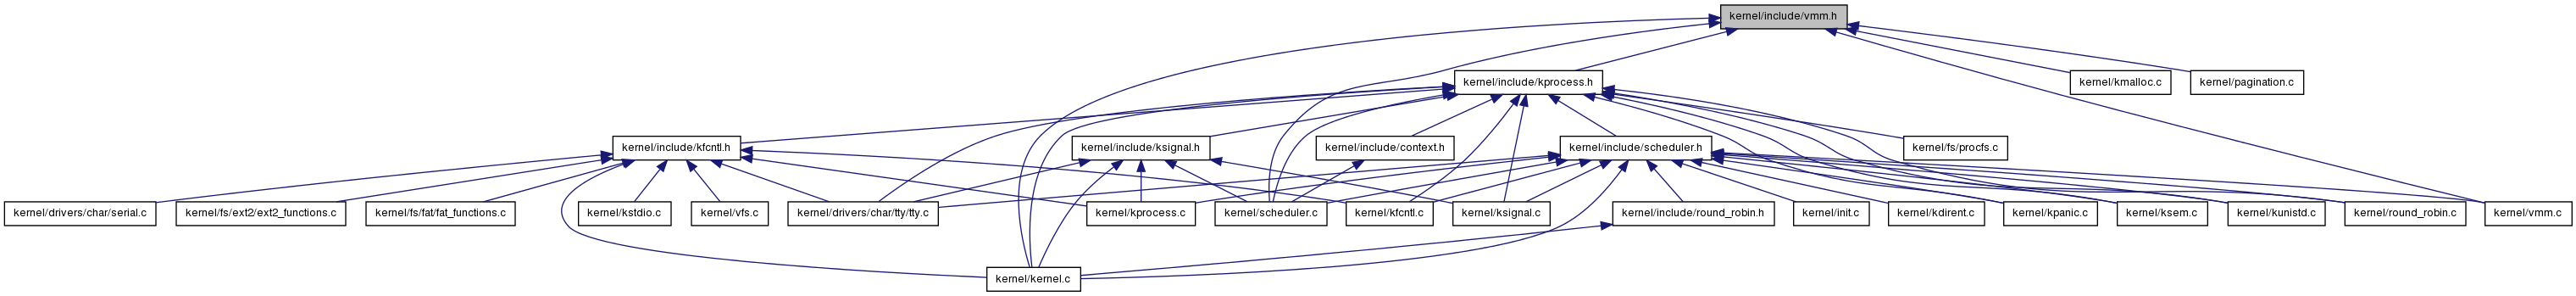 kernel/include/vmm.h
kernel/include/kprocess.h
kernel/kmalloc.c
kernel/pagination.c
kernel/include/kfcntl.h
kernel/include/ksignal.h
kernel/include/context.h
kernel/include/scheduler.h
kernel/fs/procfs.c
kernel/drivers/char/serial.c
kernel/fs/ext2/ext2_functions.c
kernel/fs/fat/fat_functions.c
kernel/kstdio.c
kernel/vfs.c
kernel/drivers/char/tty/tty.c
kernel/kprocess.c
kernel/scheduler.c
kernel/kfcntl.c
kernel/ksignal.c
kernel/include/round_robin.h
kernel/init.c
kernel/kdirent.c
kernel/kpanic.c
kernel/ksem.c
kernel/kunistd.c
kernel/round_robin.c
kernel/vmm.c
kernel/kernel.c